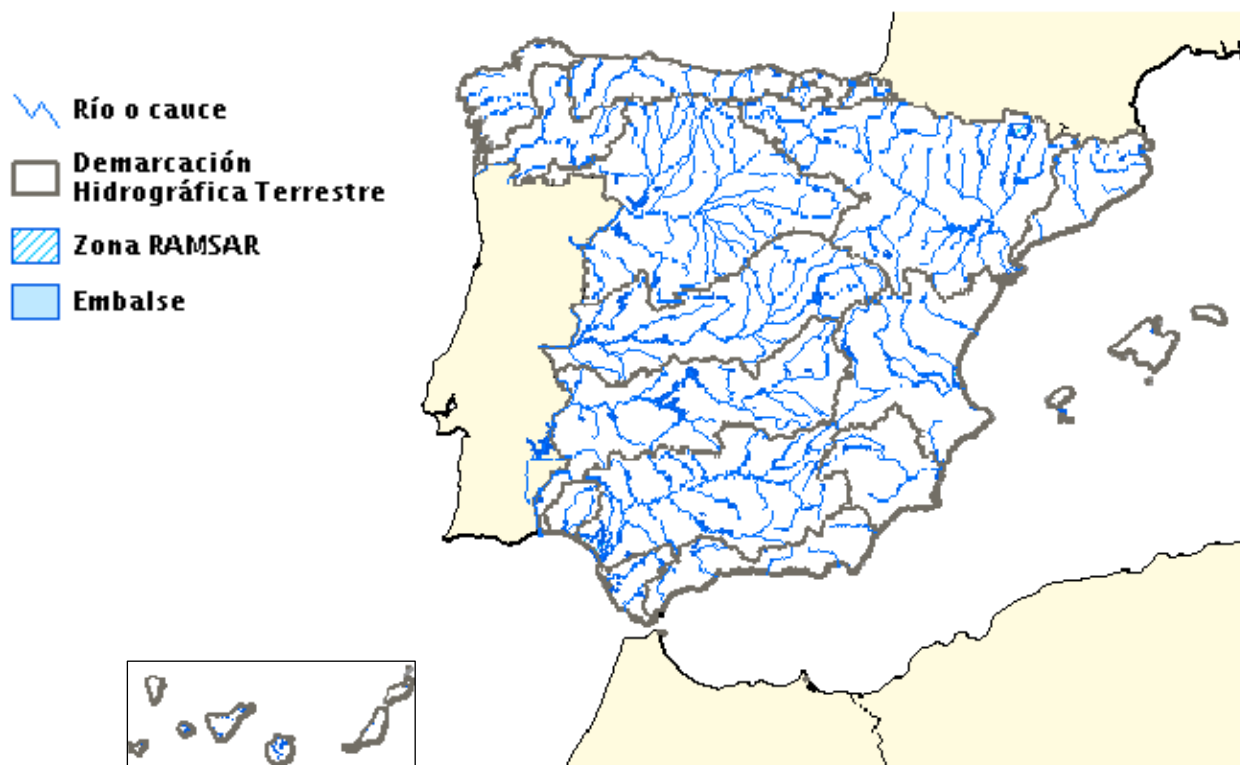 Río o cauce
Demarcación
Hidrográfica Terrestre
Zona RAMSAR
Embalse